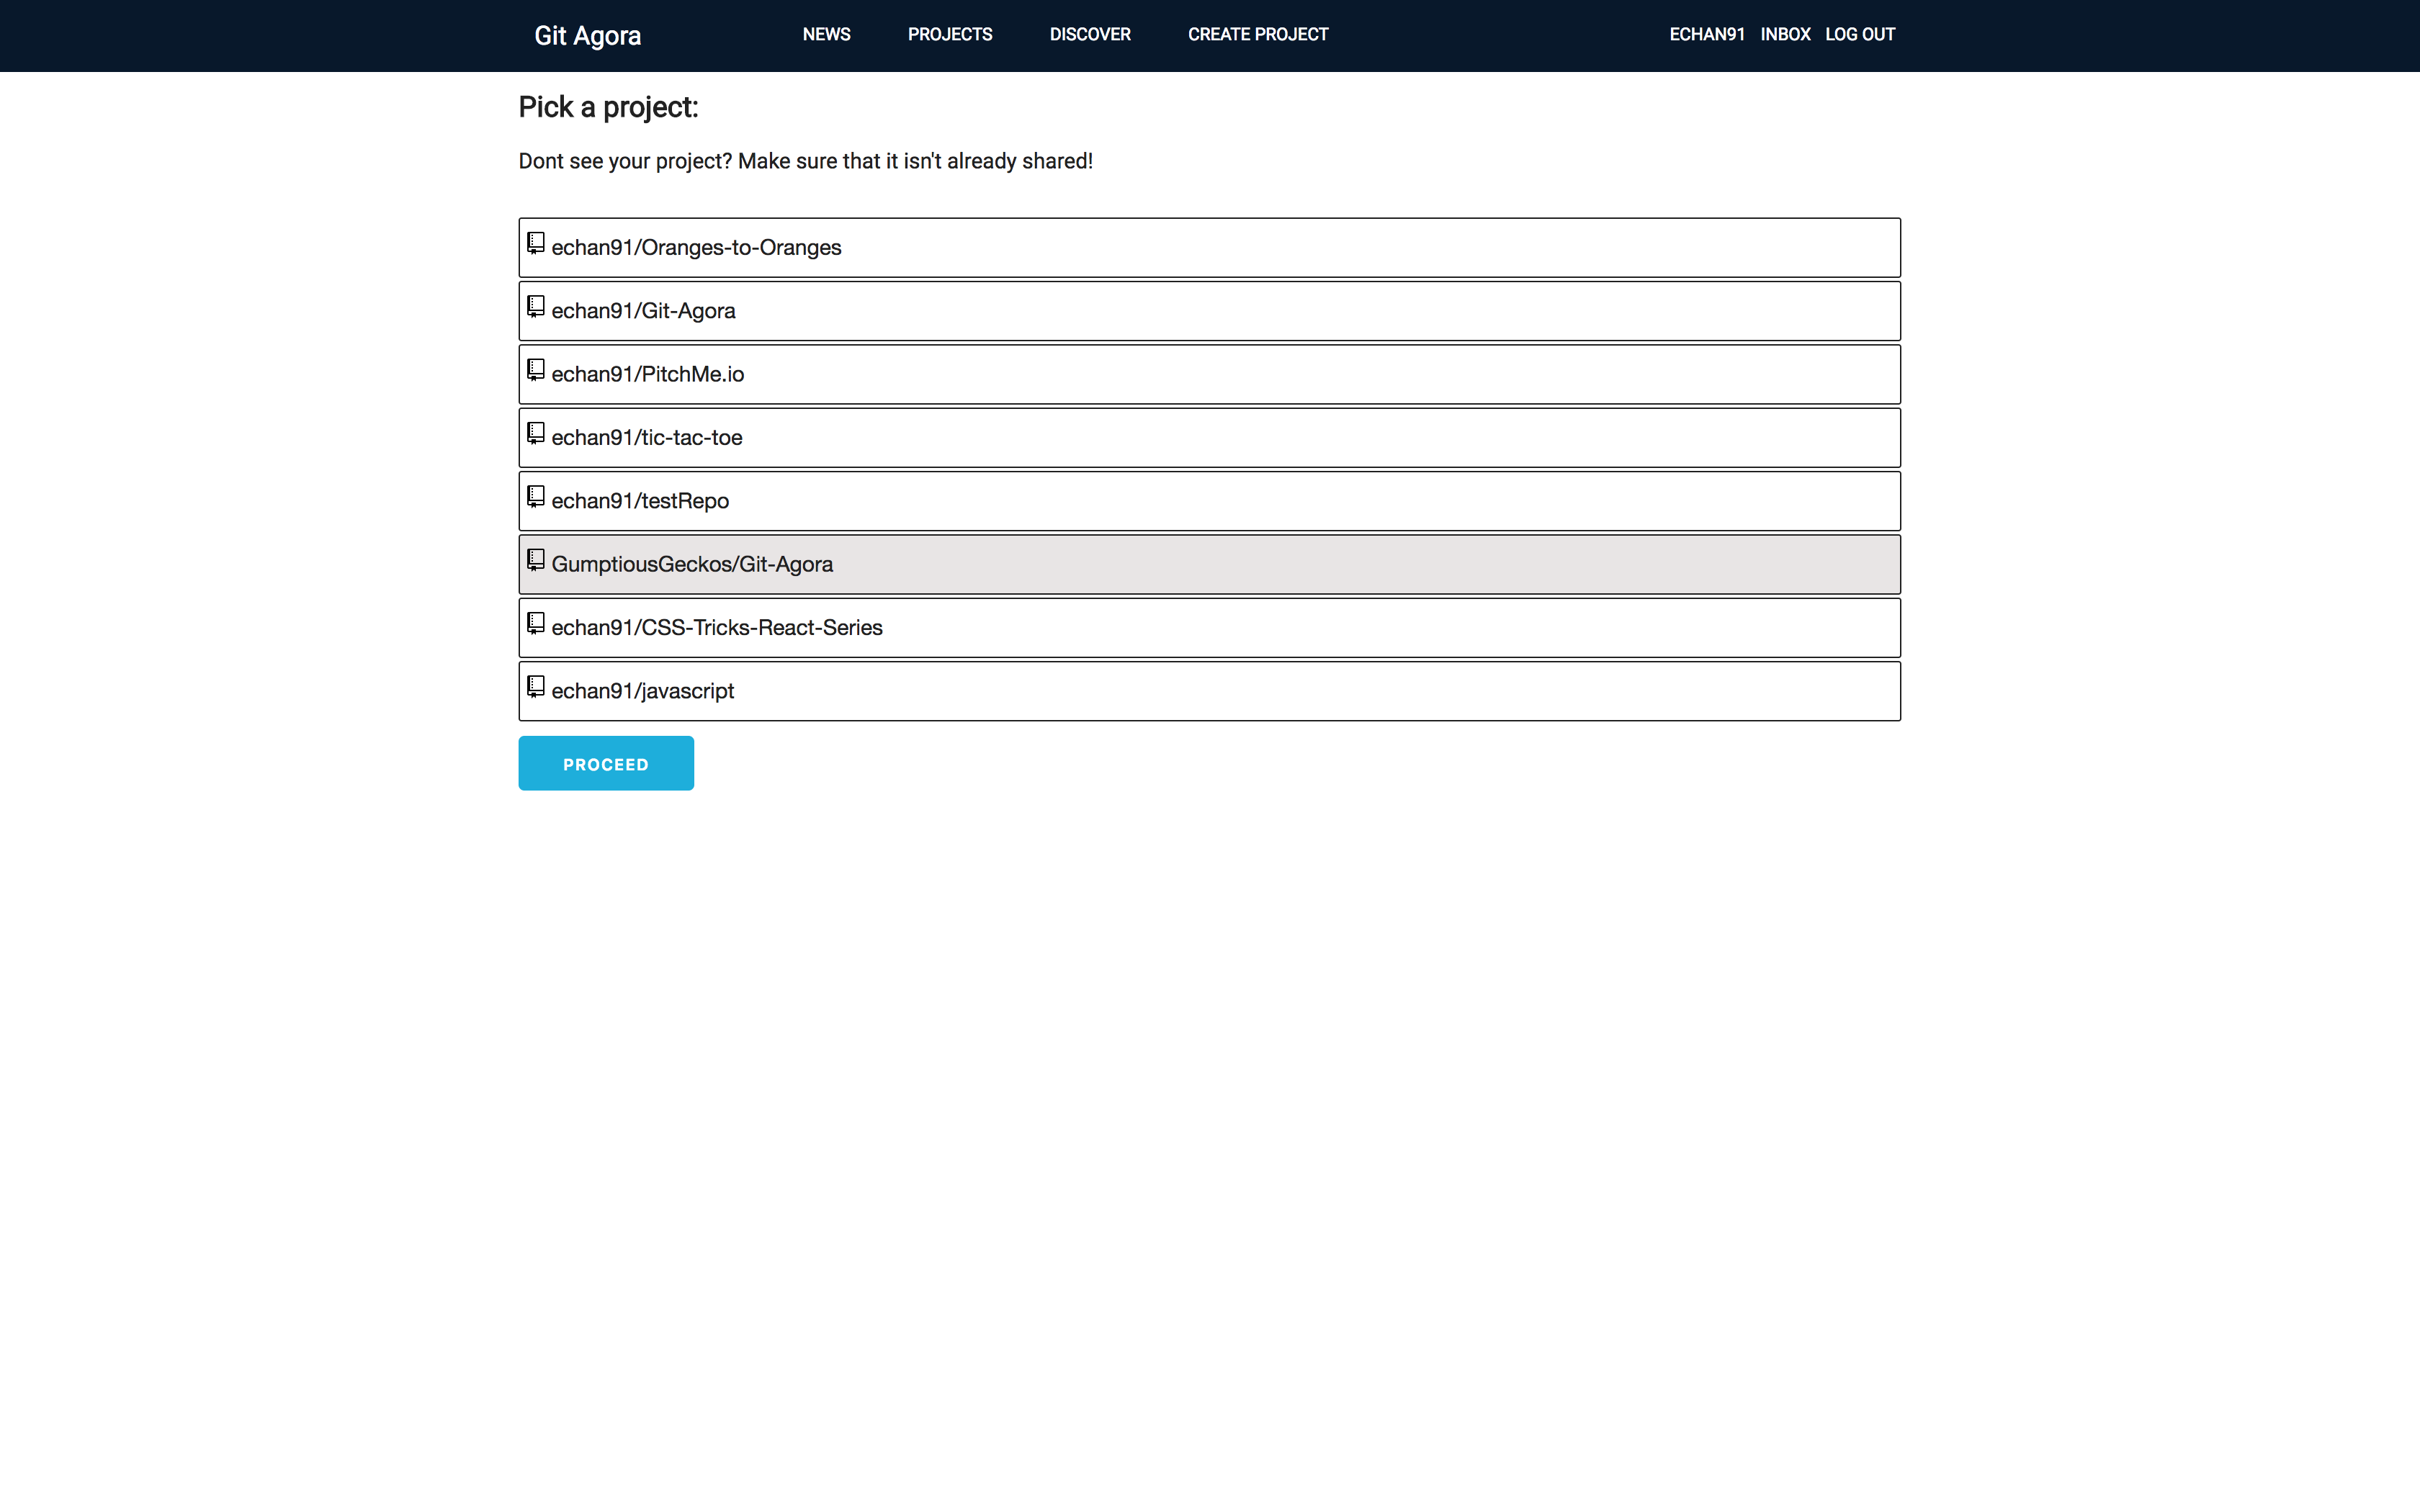 Git Agora NEWS PROJECTS DISCOVER CREATE PROJECT ECHAN91 INBOX LOG OUT
Pick a project:
Dont see your project? Make sure that it isn't already shared!
echan91/Oranges-to-Oranges
echan91/Git-Agora
echan91/PitchMe.io
echan91/tic-tac-toe
echan91/testRepo
GumptiousGeckos/Git-Agora
echan91/CSS-Tricks-React-Series
echan91/javascript
PROCEED